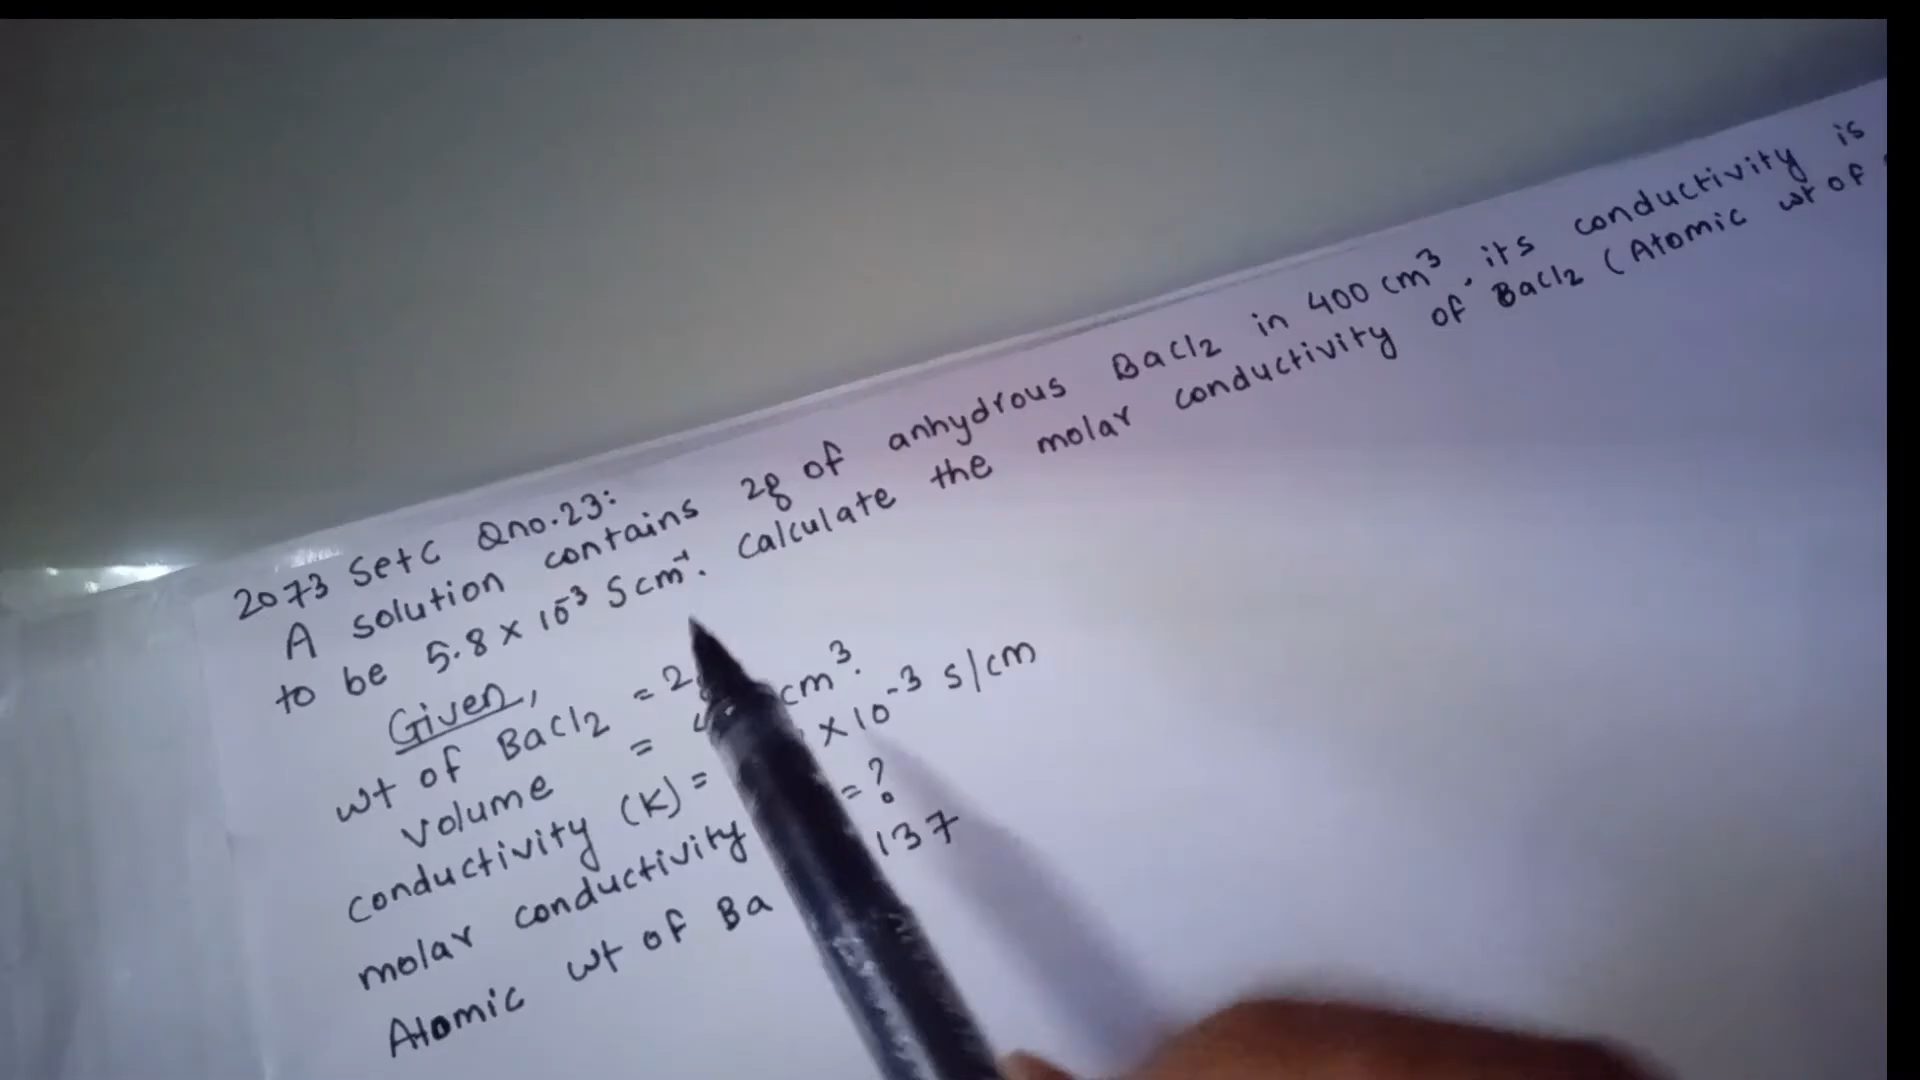 2073 Set C Qno.23:
A solution contains 2g of anhydrous BaCl2 in 400 cm³, its conductivity is
to be 5.8 × 10⁻³ S cm⁻¹. calculate the molar conductivity of BaCl2 (Atomic wt of
Given,
wt of BaCl2 = 2
volume = cm³.
conductivity (K) = × 10⁻³ s/cm
molar conductivity = ?
Atomic wt of Ba 137